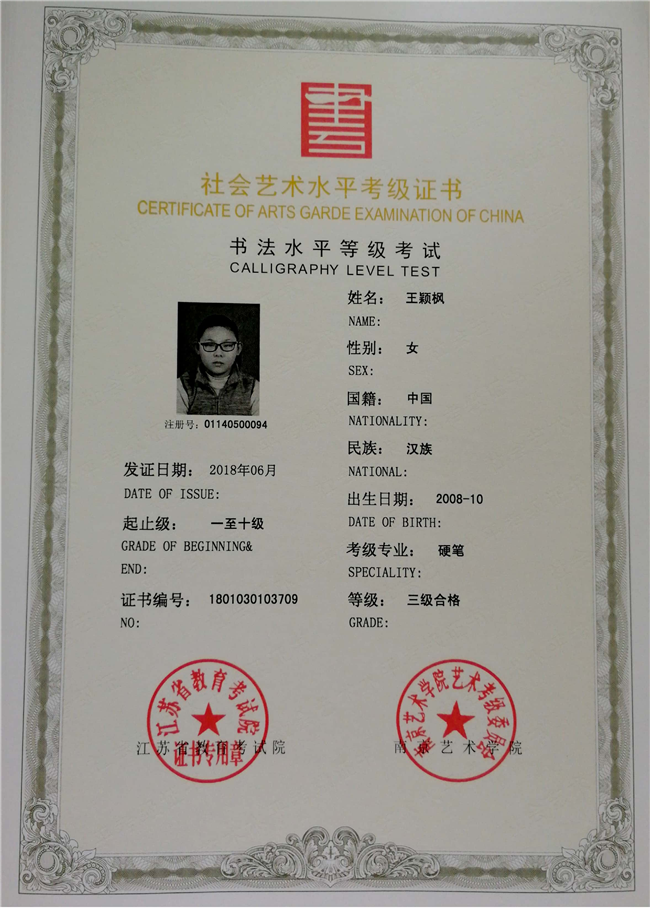 社会艺术水平考级证书
CERTIFICATE OF ARTS GARDE EXAMINATION OF CHINA
书法水平等级考试
CALLIGRAPHY LEVEL TEST
姓名： 王颖枫
NAME:
性别： 女
SEX:
国籍： 中国
NATIONALITY:
民族： 汉族
NATIONAL:
出生日期： 2008-10
DATE OF BIRTH:
考级专业： 硬笔
SPECIALITY:
等级： 三级合格
GRADE:
注册号：01140500094
发证日期： 2018年06月
DATE OF ISSUE:
起止级： 一至十级
GRADE OF BEGINNING&
END:
证书编号： 1801030103709
NO:
江苏省教育考试院
证书专用章
江苏省教育考试院
南京艺术学院艺术考级委员会
南京艺术学院